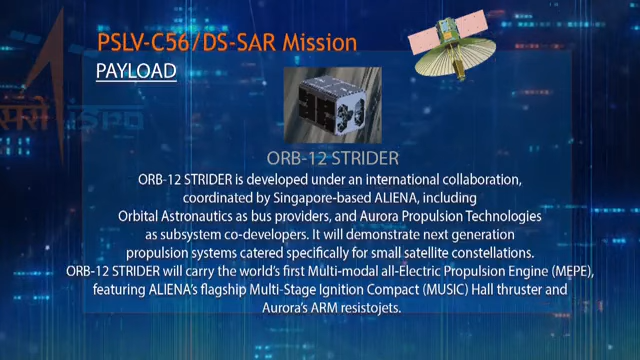 PSLV-C56/DS-SAR Mission
PAYLOAD
इसरो ISRO
ORB-12 STRIDER
ORB-12 STRIDER is developed under an international collaboration,
coordinated by Singapore-based ALIENA, including
Orbital Astronautics as bus providers, and Aurora Propulsion Technologies
as subsystem co-developers. It will demonstrate next generation
propulsion systems catered specifically for small satellite constellations.
ORB-12 STRIDER will carry the world's first Multi-modal all-Electric Propulsion Engine (MEPE),
featuring ALIENA's flagship Multi-Stage Ignition Compact (MUSIC) Hall thruster and
Aurora's ARM resistojets.